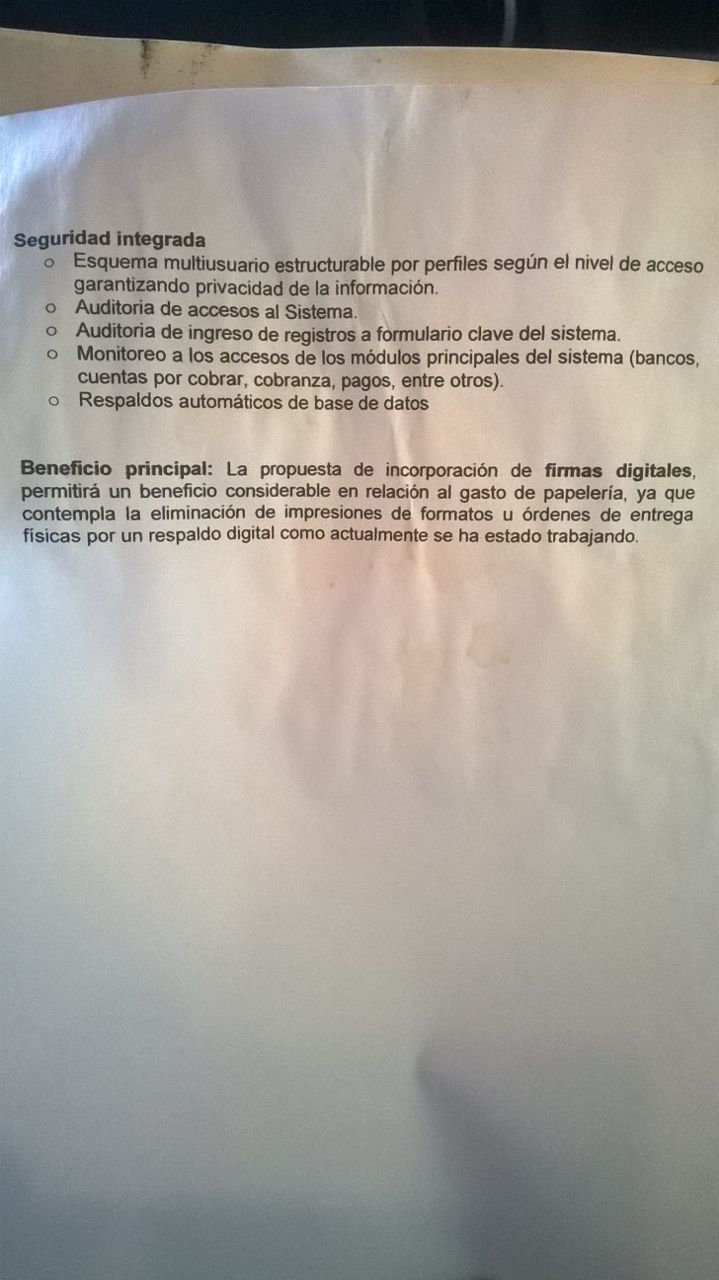 Seguridad integrada
o Esquema multiusuario estructurable por perfiles según el nivel de acceso
garantizando privacidad de la información.
o Auditoria de accesos al Sistema.
o Auditoria de ingreso de registros a formulario clave del sistema.
o Monitoreo a los accesos de los módulos principales del sistema (bancos,
cuentas por cobrar, cobranza, pagos, entre otros).
o Respaldos automáticos de base de datos
Beneficio principal: La propuesta de incorporación de firmas digitales,
permitirá un beneficio considerable en relación al gasto de papelería, ya que
contempla la eliminación de impresiones de formatos u órdenes de entrega
físicas por un respaldo digital como actualmente se ha estado trabajando.